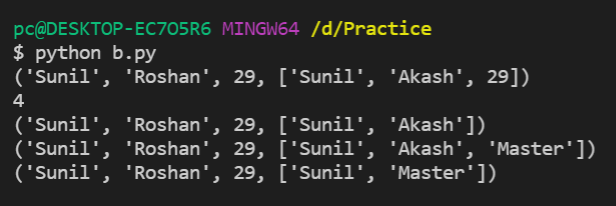 pc@DESKTOP-EC7O5R6 MINGW64 /d/Practice
$ python b.py
('Sunil', 'Roshan', 29, ['Sunil', 'Akash', 29])
4
('Sunil', 'Roshan', 29, ['Sunil', 'Akash'])
('Sunil', 'Roshan', 29, ['Sunil', 'Akash', 'Master'])
('Sunil', 'Roshan', 29, ['Sunil', 'Master'])